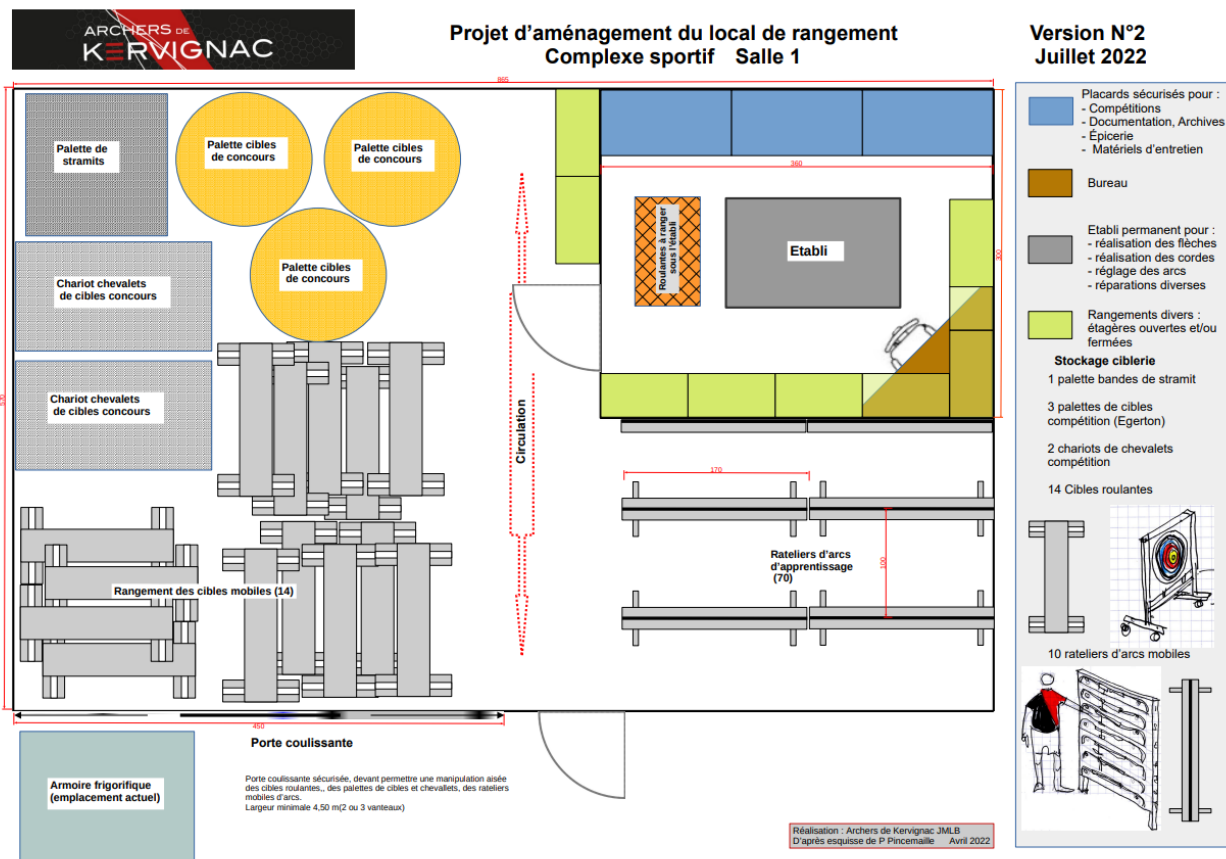 ARCHERS DE
KERVIGNAC
Projet d'aménagement du local de rangement
Complexe sportif Salle 1
Version N°2
Juillet 2022
865
Palette de
stramits
Palette cibles
de concours
Palette cibles
de concours
Palette cibles
de concours
Chariot chevalets
de cibles concours
Chariot chevalets
de cibles concours
360
Roulantes à ranger
sous l'établi
Etabli
300
Circulation
570
170
100
Rateliers d'arcs
d'apprentissage
(70)
Rangement des cibles mobiles (14)
450
Porte coulissante
Porte coulissante sécurisée, devant permettre une manipulation aisée
des cibles roulantes,, des palettes de cibles et chevallets, des rateliers
mobiles d'arcs.
Largeur minimale 4,50 m(2 ou 3 vanteaux)
Armoire frigorifique
(emplacement actuel)
Placards sécurisés pour :
- Compétitions
- Documentation, Archives
- Épicerie
- Matériels d'entretien
Bureau
Etabli permanent pour :
- réalisation des flèches
- réalisation des cordes
- réglage des arcs
- réparations diverses
Rangements divers :
étagères ouvertes et/ou
fermées
Stockage ciblerie
1 palette bandes de stramit
3 palettes de cibles
compétition (Egerton)
2 chariots de chevalets
compétition
14 Cibles roulantes
10 rateliers d'arcs mobiles
Réalisation : Archers de Kervignac JMLB
D'après esquisse de P Pincemaille Avril 2022